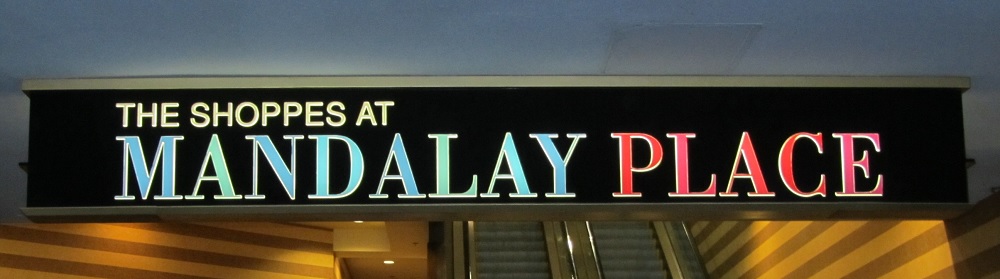 THE SHOPPES AT
MANDALAY PLACE